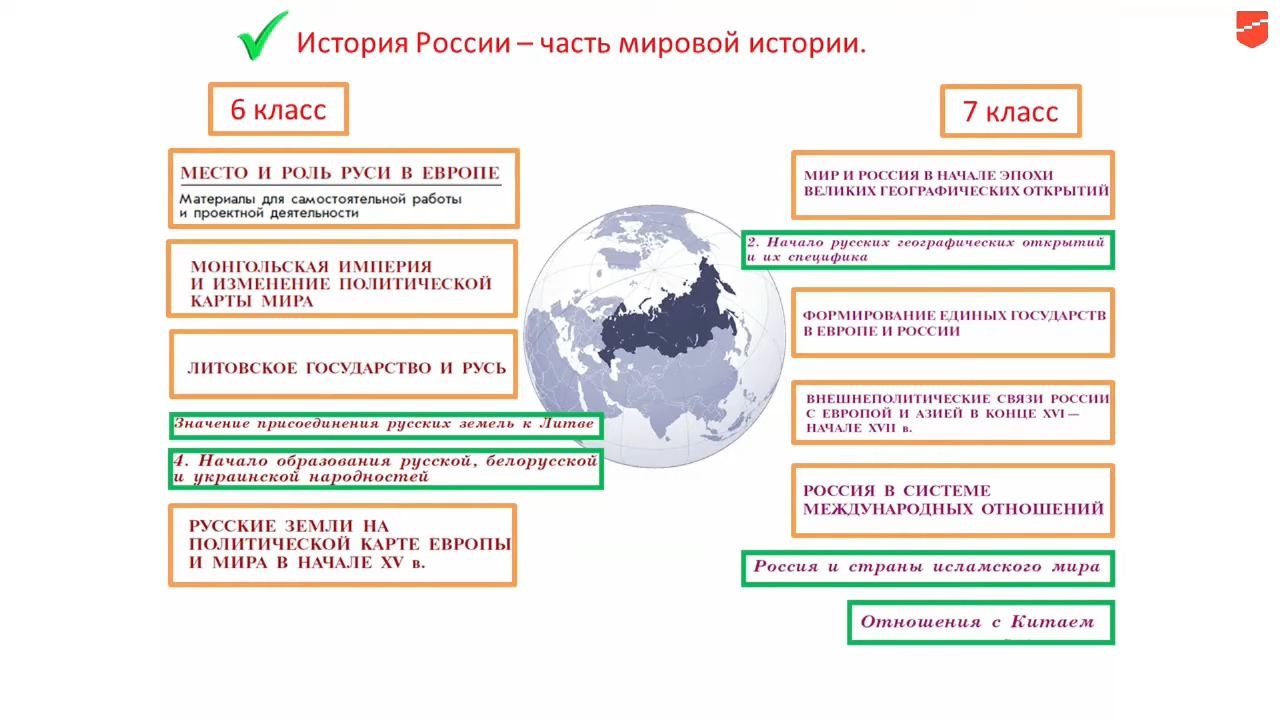 История России – часть мировой истории.
6 класс
МЕСТО И РОЛЬ РУСИ В ЕВРОПЕ
Материалы для самостоятельной работы
и проектной деятельности
МОНГОЛЬСКАЯ ИМПЕРИЯ
И ИЗМЕНЕНИЕ ПОЛИТИЧЕСКОЙ
КАРТЫ МИРА
ЛИТОВСКОЕ ГОСУДАРСТВО И РУСЬ
Значение присоединения русских земель к Литве
4. Начало образования русской, белорусской
и украинской народностей
РУССКИЕ ЗЕМЛИ НА
ПОЛИТИЧЕСКОЙ КАРТЕ ЕВРОПЫ
И МИРА В НАЧАЛЕ XV в.
7 класс
МИР И РОССИЯ В НАЧАЛЕ ЭПОХИ
ВЕЛИКИХ ГЕОГРАФИЧЕСКИХ ОТКРЫТИЙ
2. Начало русских географических открытий
и их специфика
ФОРМИРОВАНИЕ ЕДИНЫХ ГОСУДАРСТВ
В ЕВРОПЕ И РОССИИ
ВНЕШНЕПОЛИТИЧЕСКИЕ СВЯЗИ РОССИИ
С ЕВРОПОЙ И АЗИЕЙ В КОНЦЕ XVI —
НАЧАЛЕ XVII в.
РОССИЯ В СИСТЕМЕ
МЕЖДУНАРОДНЫХ ОТНОШЕНИЙ
Россия и страны исламского мира
Отношения с Китаем